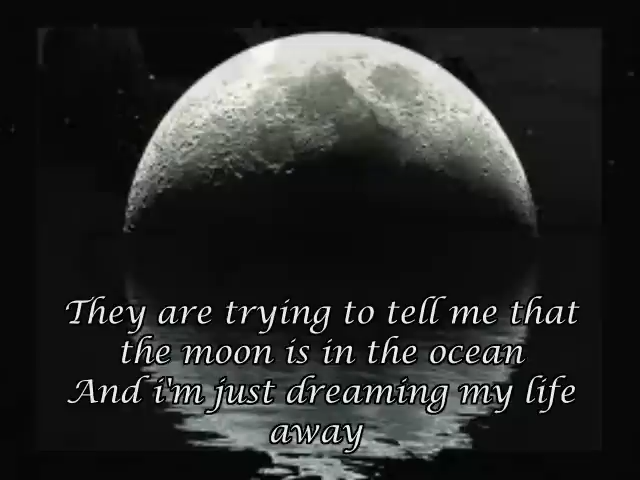 They are trying to tell me that
the moon is in the ocean
And i'm just dreaming my life
away